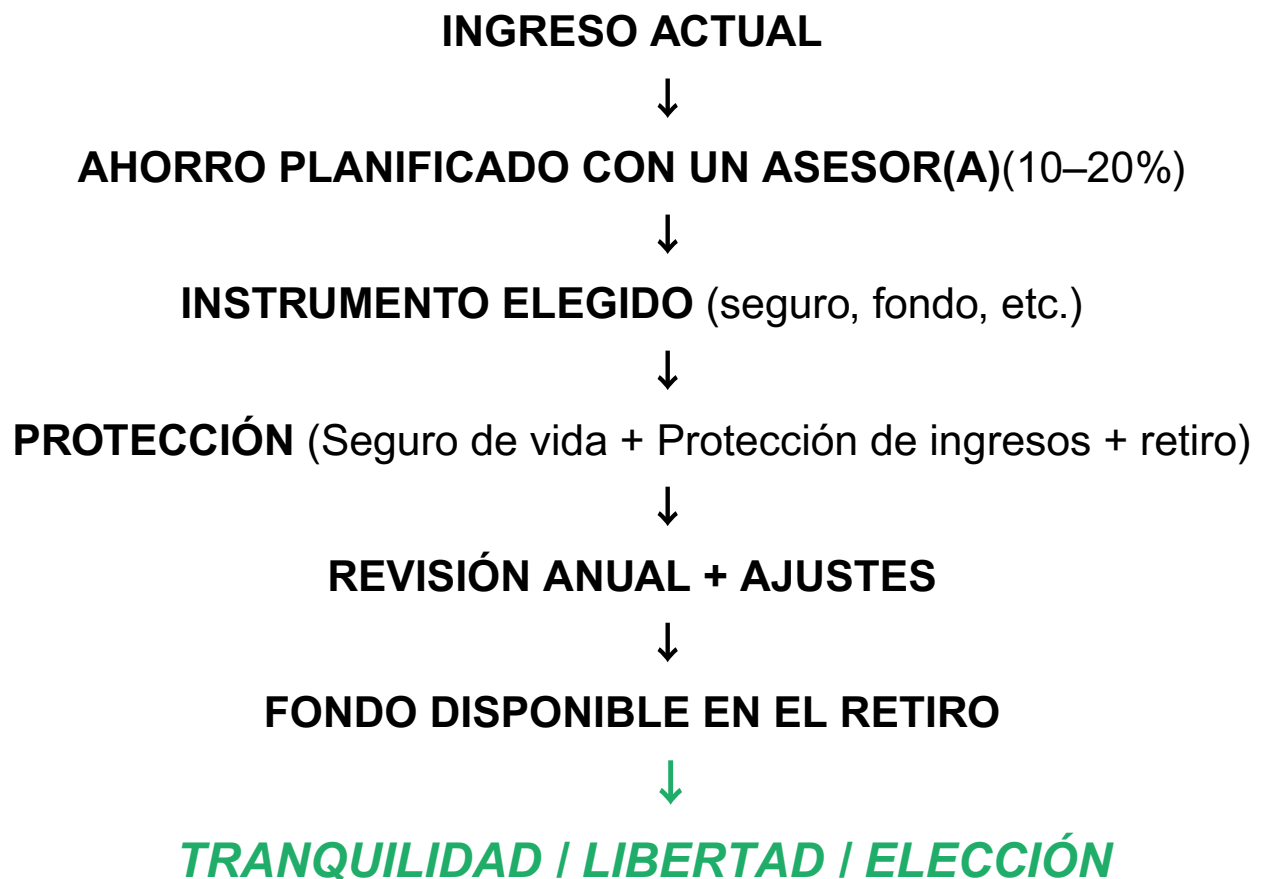 INGRESO ACTUAL
↓
AHORRO PLANIFICADO CON UN ASESOR(A)(10–20%)
↓
INSTRUMENTO ELEGIDO (seguro, fondo, etc.)
↓
PROTECCIÓN (Seguro de vida + Protección de ingresos + retiro)
↓
REVISIÓN ANUAL + AJUSTES
↓
FONDO DISPONIBLE EN EL RETIRO
↓
TRANQUILIDAD / LIBERTAD / ELECCIÓN